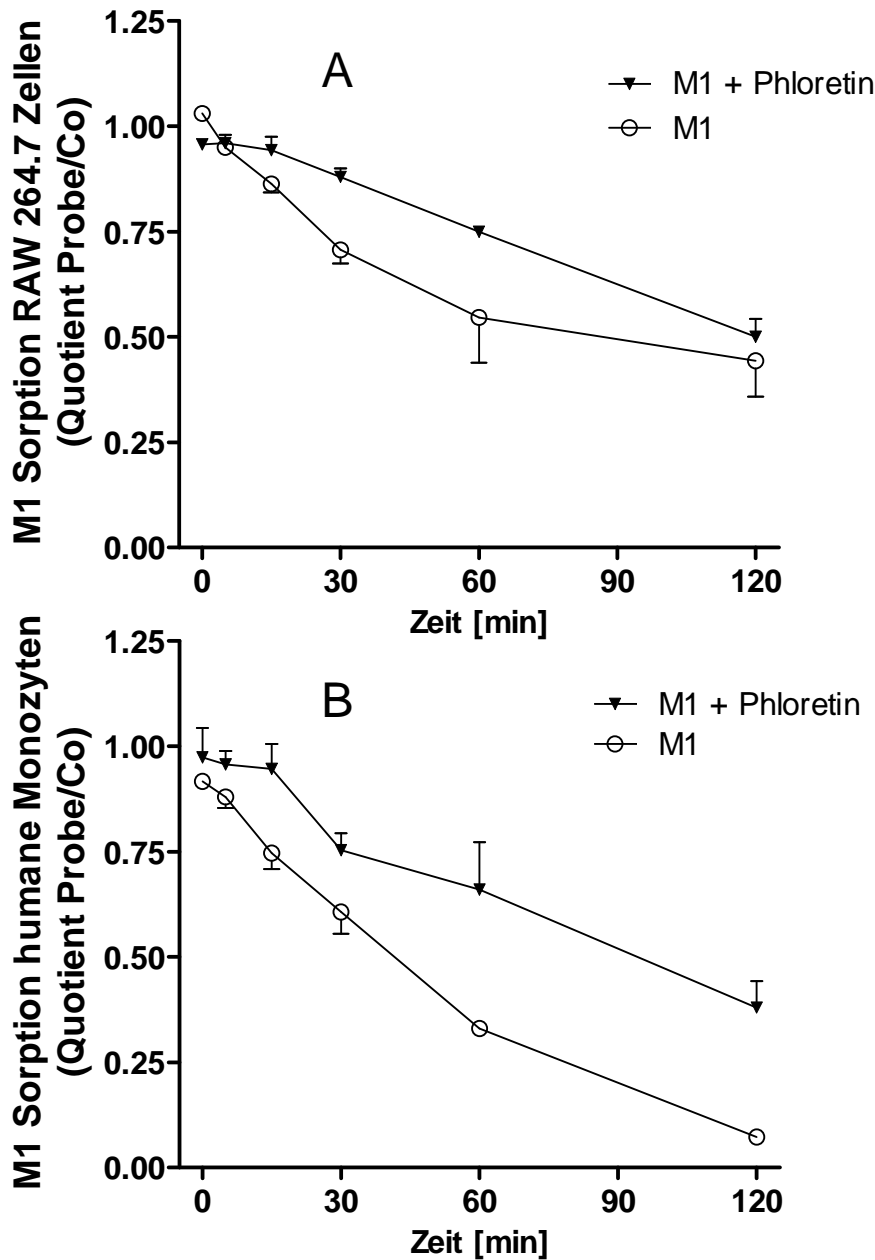 M1 Sorption RAW 264.7 Zellen
(Quotient Probe/Co)
A
M1 + Phloretin
M1
1.25
1.00
0.75
0.50
0.25
0.00
0 30 60 90 120
Zeit [min]
M1 Sorption humane Monozyten
(Quotient Probe/Co)
B
M1 + Phloretin
M1
1.25
1.00
0.75
0.50
0.25
0.00
0 30 60 90 120
Zeit [min]